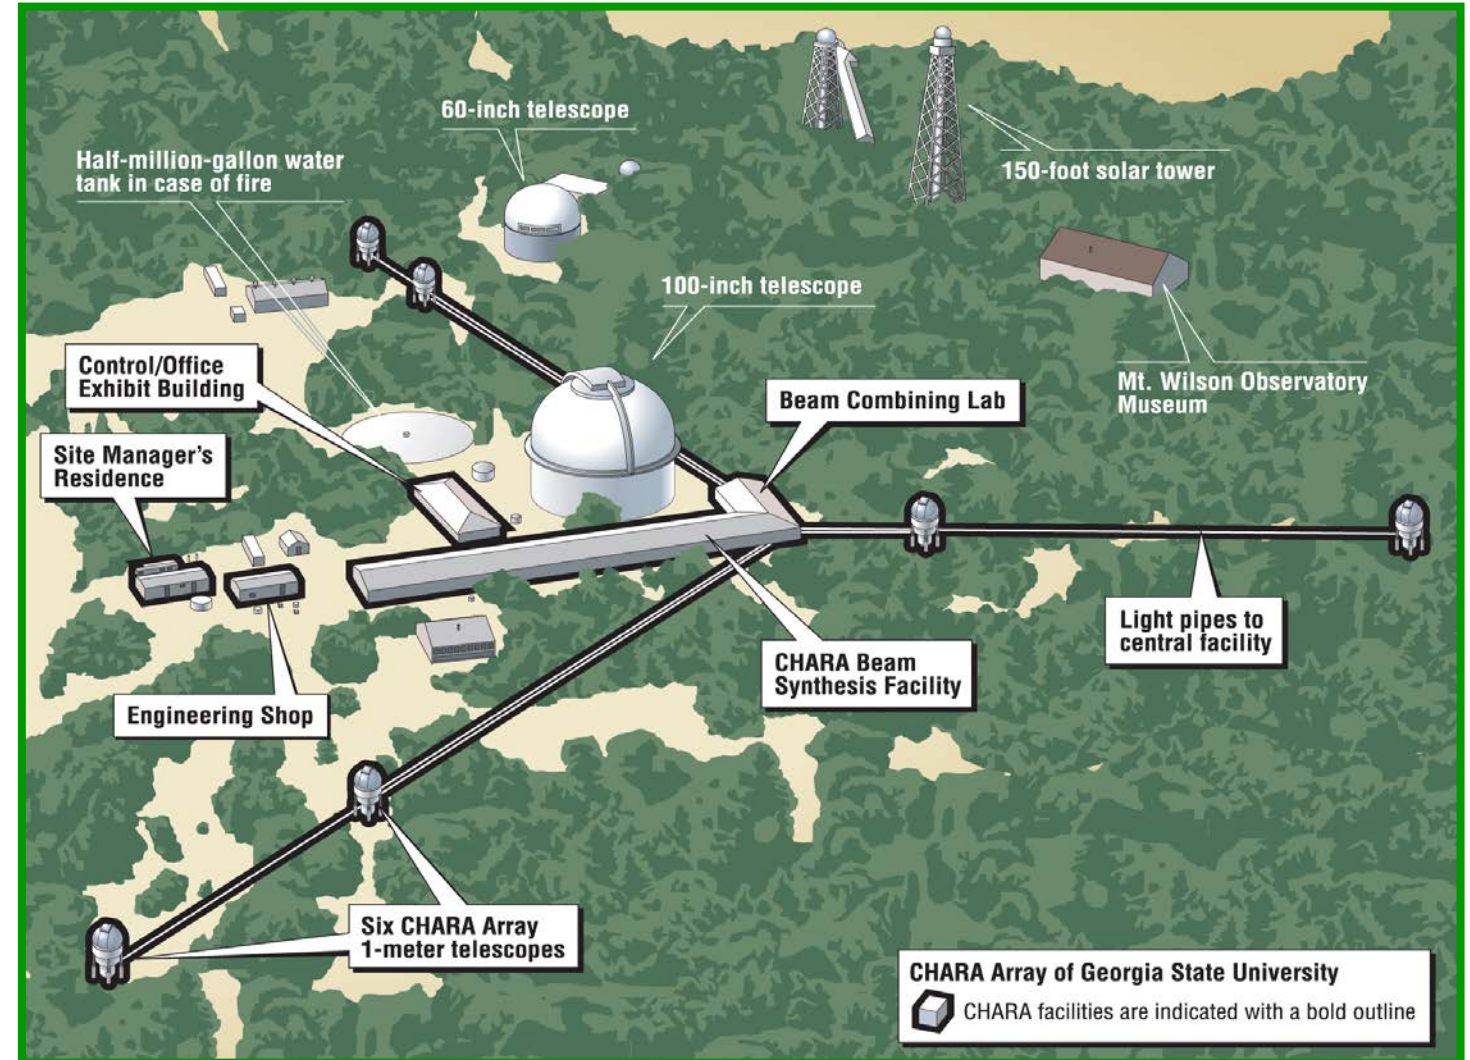 60-inch telescope
Half-million-gallon water
tank in case of fire
150-foot solar tower
100-inch telescope
Control/Office
Exhibit Building
Mt. Wilson Observatory
Museum
Beam Combining Lab
Site Manager's
Residence
Light pipes to
central facility
CHARA Beam
Synthesis Facility
Engineering Shop
Six CHARA Array
1-meter telescopes
CHARA Array of Georgia State University
CHARA facilities are indicated with a bold outline